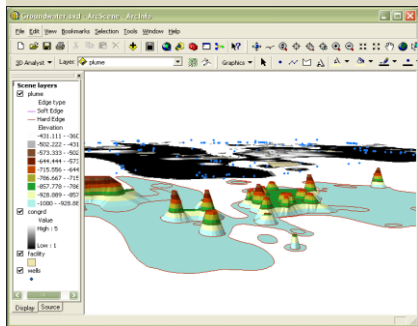 Groundwater.sxd - ArcScene - ArcInfo
File Edit View Bookmarks Selection Tools Window Help
3D Analyst Layer: plume Graphics
Scene layers
plume
Edge type
Soft Edge
Hard Edge
Elevation
-431.111 - -360
-502.222 - -431
-573.333 - -502
-644.444 - -571
-715.556 - -644
-786.667 - -715
-857.778 - -786
-928.889 - -857
-1000 - -928.88
congrd
Value
High : 5
Low : 1
facility
wells
Display Source